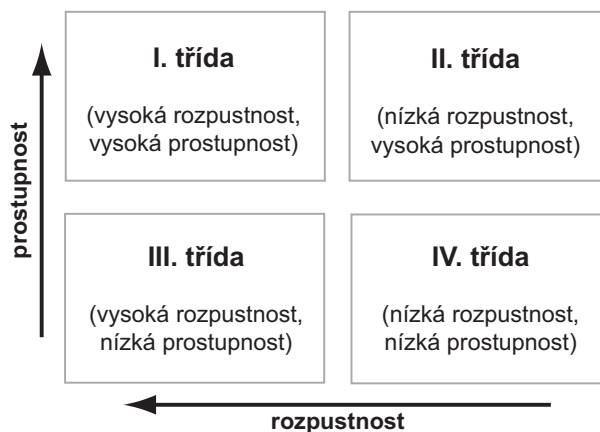 prostupnost
I. třída
(vysoká rozpustnost,
vysoká prostupnost)
II. třída
(nízká rozpustnost,
vysoká prostupnost)
III. třída
(vysoká rozpustnost,
nízká prostupnost)
IV. třída
(nízká rozpustnost,
nízká prostupnost)
rozpustnost